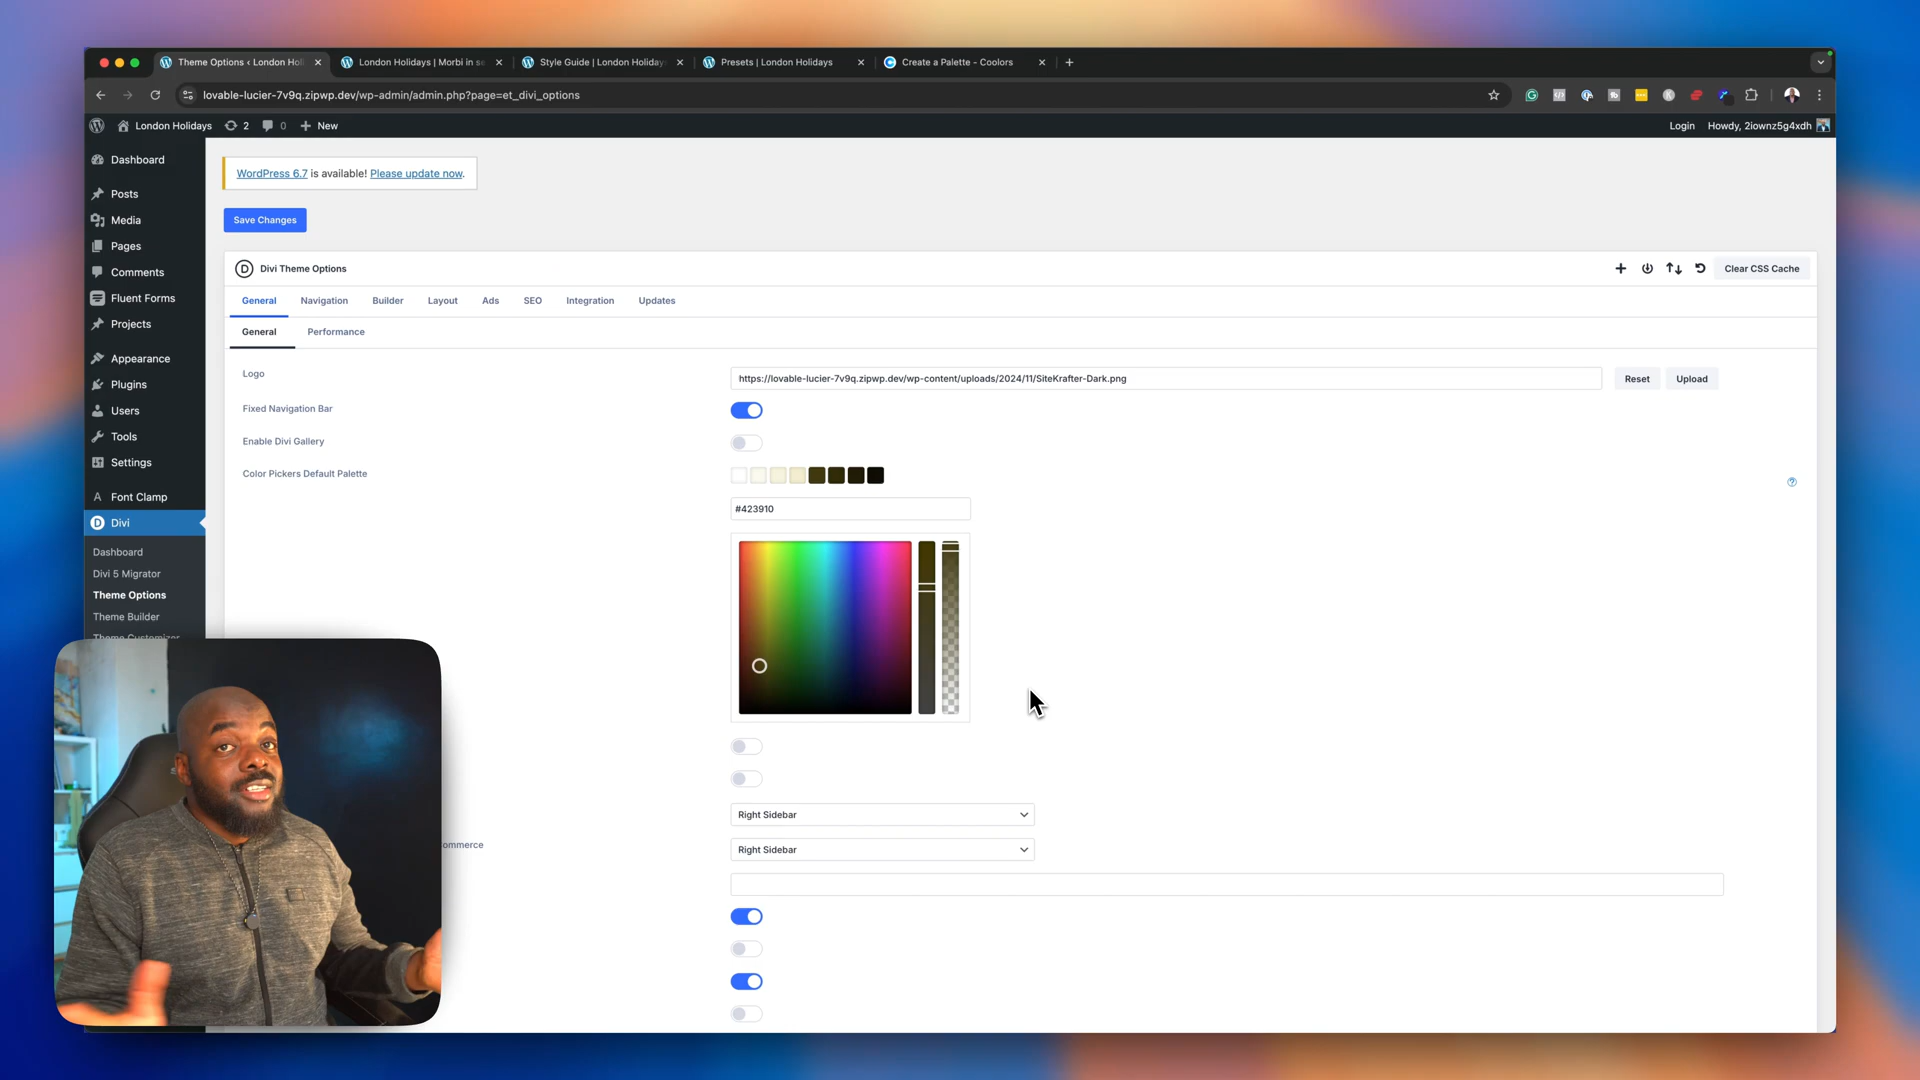 Theme Options ‹ London Holi
London Holidays | Morbi in se
Style Guide | London Holidays
Presets | London Holidays
Create a Palette - Coolors
lovable-lucier-7v9q.zipwp.dev/wp-admin/admin.php?page=et_divi_options
London Holidays
2
0
New
Login
Howdy, 2iownz5g4xdh
Dashboard
Posts
Media
Pages
Comments
Fluent Forms
Projects
Appearance
Plugins
Users
Tools
Settings
Font Clamp
Divi
Dashboard
Divi 5 Migrator
Theme Options
Theme Builder
Theme Customizer
WordPress 6.7 is available! Please update now.
Save Changes
Divi Theme Options
Clear CSS Cache
General
Navigation
Builder
Layout
Ads
SEO
Integration
Updates
General
Performance
Logo
https://lovable-lucier-7v9q.zipwp.dev/wp-content/uploads/2024/11/SiteKrafter-Dark.png
Reset
Upload
Fixed Navigation Bar
Enable Divi Gallery
Color Pickers Default Palette
#423910
Right Sidebar
ommerce
Right Sidebar